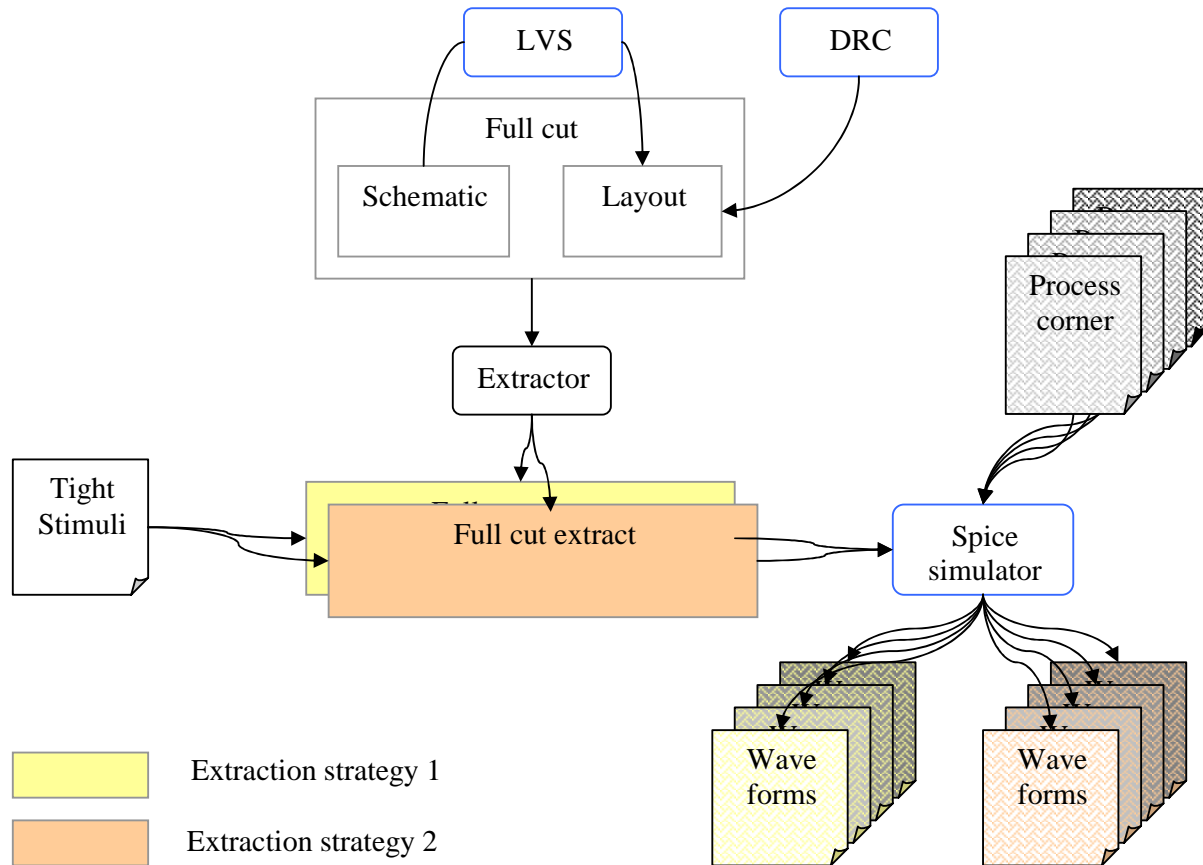 LVS
DRC
Full cut
Schematic
Layout
Process
corner
Extractor
Tight
Stimuli
Full cut extract
Spice
simulator
Wave
forms
Wave
forms
Extraction strategy 1
Extraction strategy 2